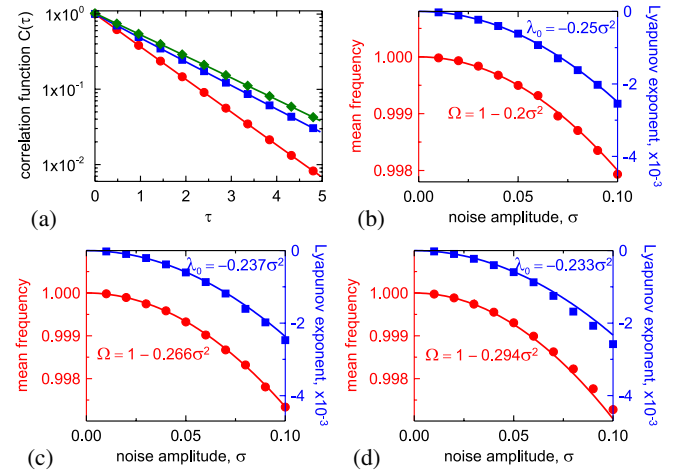 correlation function C(τ)
1x10⁰
1x10⁻¹
1x10⁻²
0 1 2 3 4 5
τ
(a)
mean frequency
1.000
0.999
0.998
λ₀=−0.25σ²
Ω = 1 − 0.2σ²
0
-2
-4
Lyapunov exponent, x10⁻³
0.00 0.05 0.10
noise amplitude, σ
(b)
mean frequency
1.000
0.999
0.998
λ₀=−0.237σ²
Ω = 1 − 0.266σ²
0
-2
-4
Lyapunov exponent, x10⁻³
0.00 0.05 0.10
noise amplitude, σ
(c)
mean frequency
1.000
0.999
0.998
λ₀=−0.233σ²
Ω = 1 − 0.294σ²
0
-2
-4
Lyapunov exponent, x10⁻³
0.00 0.05 0.10
noise amplitude, σ
(d)